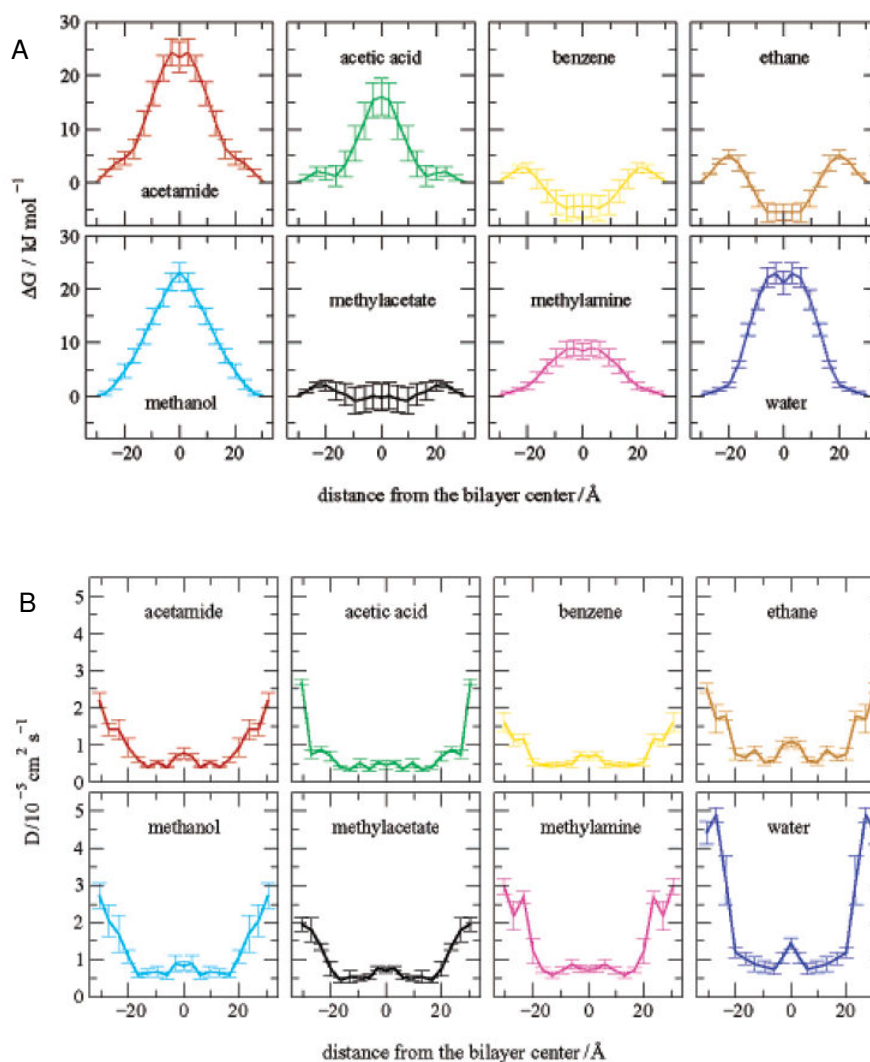 A
30
20
10
0
acetamide
acetic acid
benzene
ethane
ΔG / kJ mol⁻¹
30
20
10
0
methanol
methylacetate
methylamine
water
−20 0 20 −20 0 20 −20 0 20 −20 0 20
distance from the bilayer center/Å
B
5
4
3
2
1
0
acetamide
acetic acid
benzene
ethane
D/10⁻⁵cm² s⁻¹
5
4
3
2
1
0
methanol
methylacetate
methylamine
water
−20 0 20 −20 0 20 −20 0 20 −20 0 20
distance from the bilayer center/Å